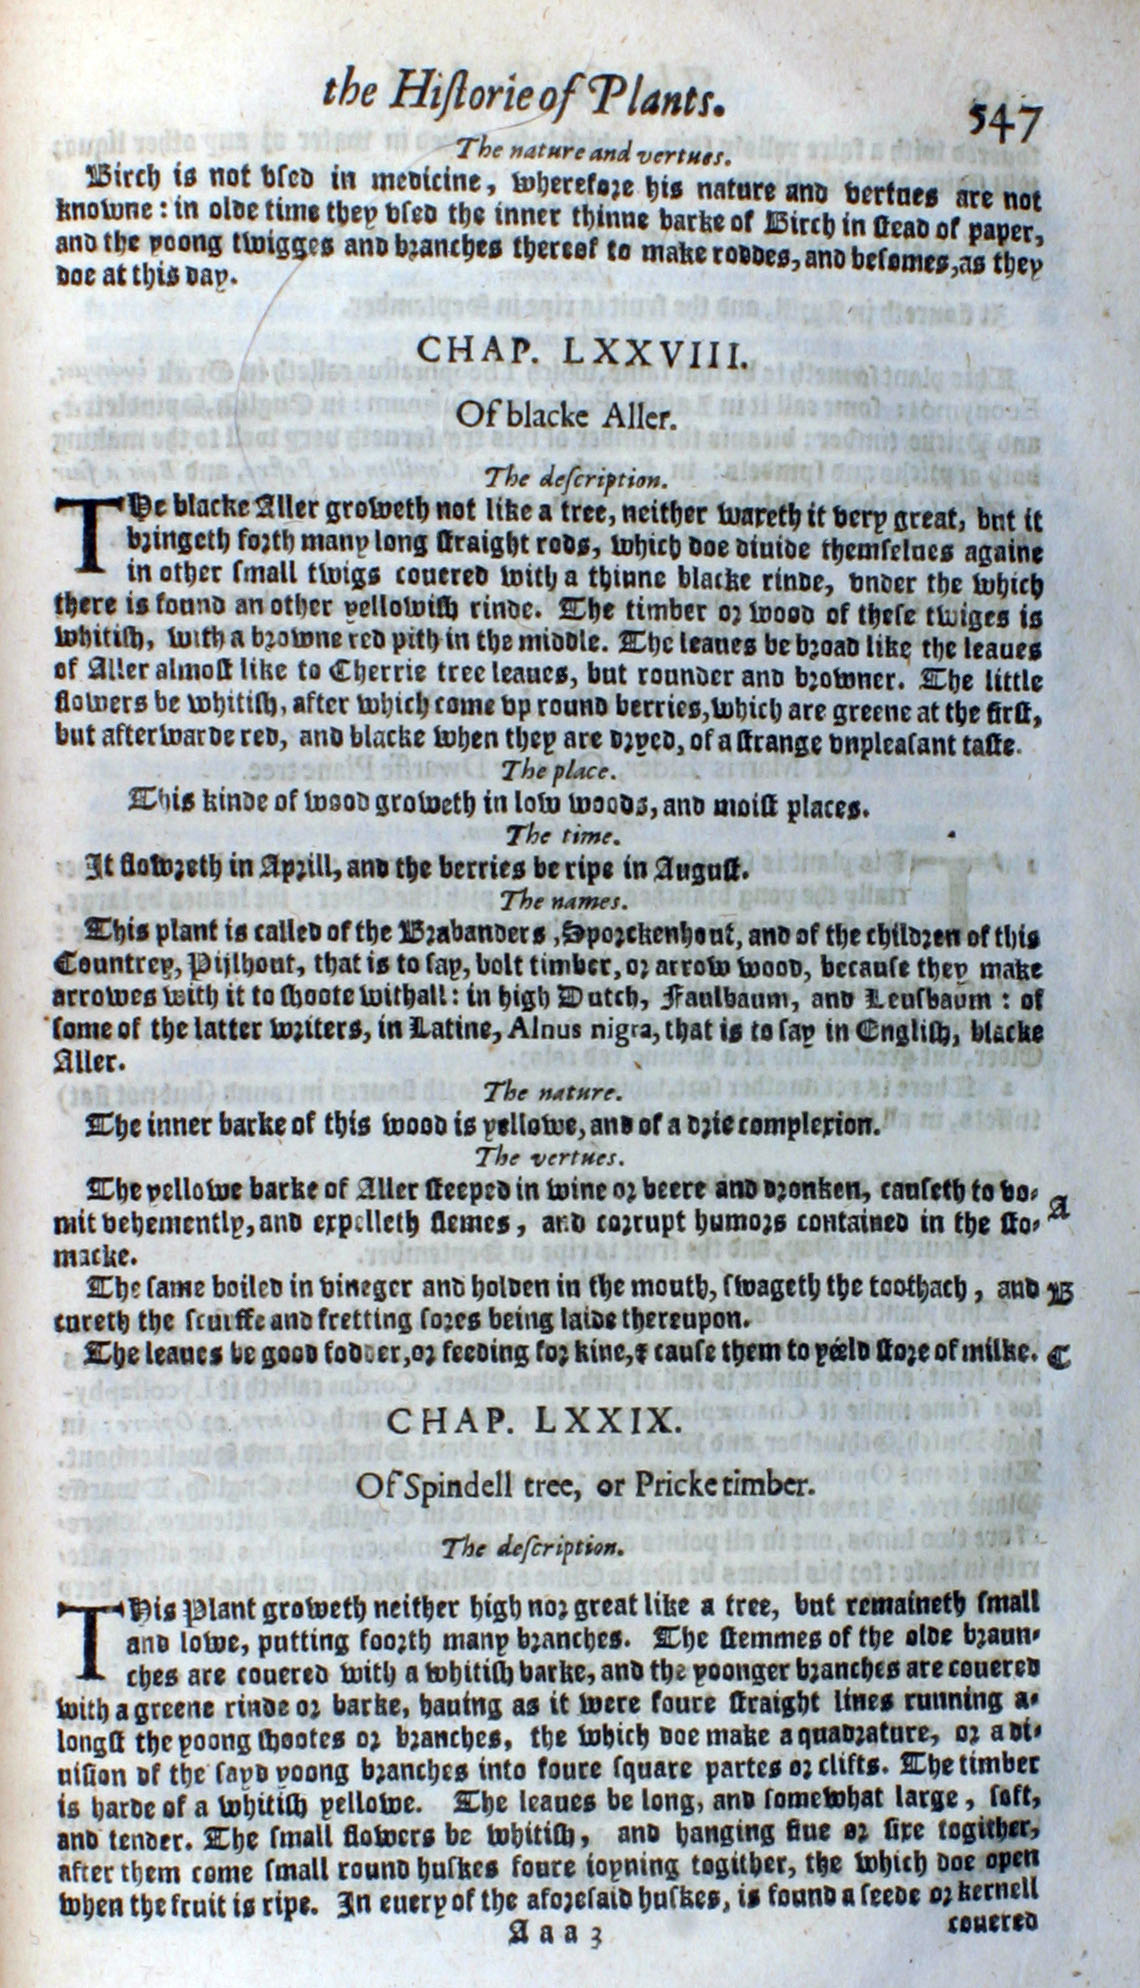 the Hiſtorie of Plants.
547
The nature and vertues.
Birch is not vſed in medicine, wherefore his nature and vertues are not
knowne: in olde time they vſed the inner thinne barke of Birch in ſtead of paper,
and the yoong twigges and branches thereof to make roddes, and beſomes, as they
doe at this day.
CHAP. LXXVIII.
Of blacke Aller.
The deſcription.
THe blacke Aller groweth not like a tree, neither waxeth it very great, but it
bringeth forth many long ſtraight rods, which doe diuide themſelues againe
in other ſmall twigs couered with a thinne blacke rinde, vnder the which
there is found an other yellowiſh rinde. The timber or wood of theſe twiges is
whitiſh, with a browne red pith in the middle. The leaues be broad like the leaues
of Aller almoſt like to Cherrie tree leaues, but rounder and browner. The little
flowers be whitiſh, after which come vp round berries, which are greene at the firſt,
but afterwarde red, and blacke when they are dryed, of a ſtrange vnpleaſant taſte.
The place.
This kinde of wood groweth in low woods, and moiſt places.
The time.
It flowreth in Aprill, and the berries be ripe in Auguſt.
The names.
This plant is called of the Brabanders, Sporckenhout, and of the children of this
Countrey, Pijlhout, that is to ſay, bolt timber, or arrow wood, becauſe they make
arrowes with it to ſhoote withall: in high Dutch, Faulbaum, and Leuſbaum: of
ſome of the latter writers, in Latine, Alnus nigra, that is to ſay in Engliſh, blacke
Aller.
The nature.
The inner barke of this wood is yellowe, and of a drie complexion.
The vertues.
The yellowe barke of Aller ſteeped in wine or beere and dronken, cauſeth to vo-
mit vehemently, and expelleth flemes, and corrupt humors contained in the ſto- A
macke.
The ſame boiled in vineger and holden in the mouth, ſwageth the toothach, and B
cureth the ſcurffe and fretting ſores being laide thereupon.
The leaues be good fodder, or feeding for kine, & cauſe them to yeeld ſtore of milke. C
CHAP. LXXIX.
Of Spindell tree, or Pricke timber.
The deſcription.
THis Plant groweth neither high nor great like a tree, but remaineth ſmall
and lowe, putting foorth many branches. The ſtemmes of the olde braun-
ches are couered with a whitiſh barke, and the yoonger branches are couered
with a greene rinde or barke, hauing as it were foure ſtraight lines running a-
longſt the yoong ſhootes or branches, the which doe make a quadrature, or a di-
uiſion of the ſayd yoong branches into foure ſquare partes or clifts. The timber
is harde of a whitiſh yellowe. The leaues be long, and ſomewhat large, ſoft,
and tender. The ſmall flowers be whitiſh, and hanging fiue or ſixe togither,
after them come ſmall round huſkes foure ioyning togither, the which doe open
when the fruit is ripe. In euery of the aforeſaid huſkes, is found a ſeede or kernell
Aaa3
couered